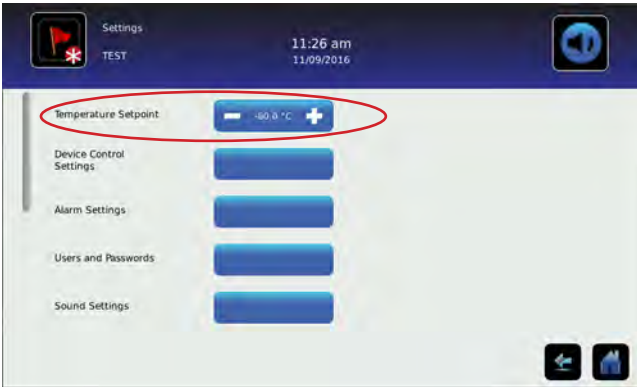 Settings
TEST
11:26 am
11/09/2016
Temperature Setpoint
-80.0 °C
Device Control
Settings
Alarm Settings
Users and Passwords
Sound Settings